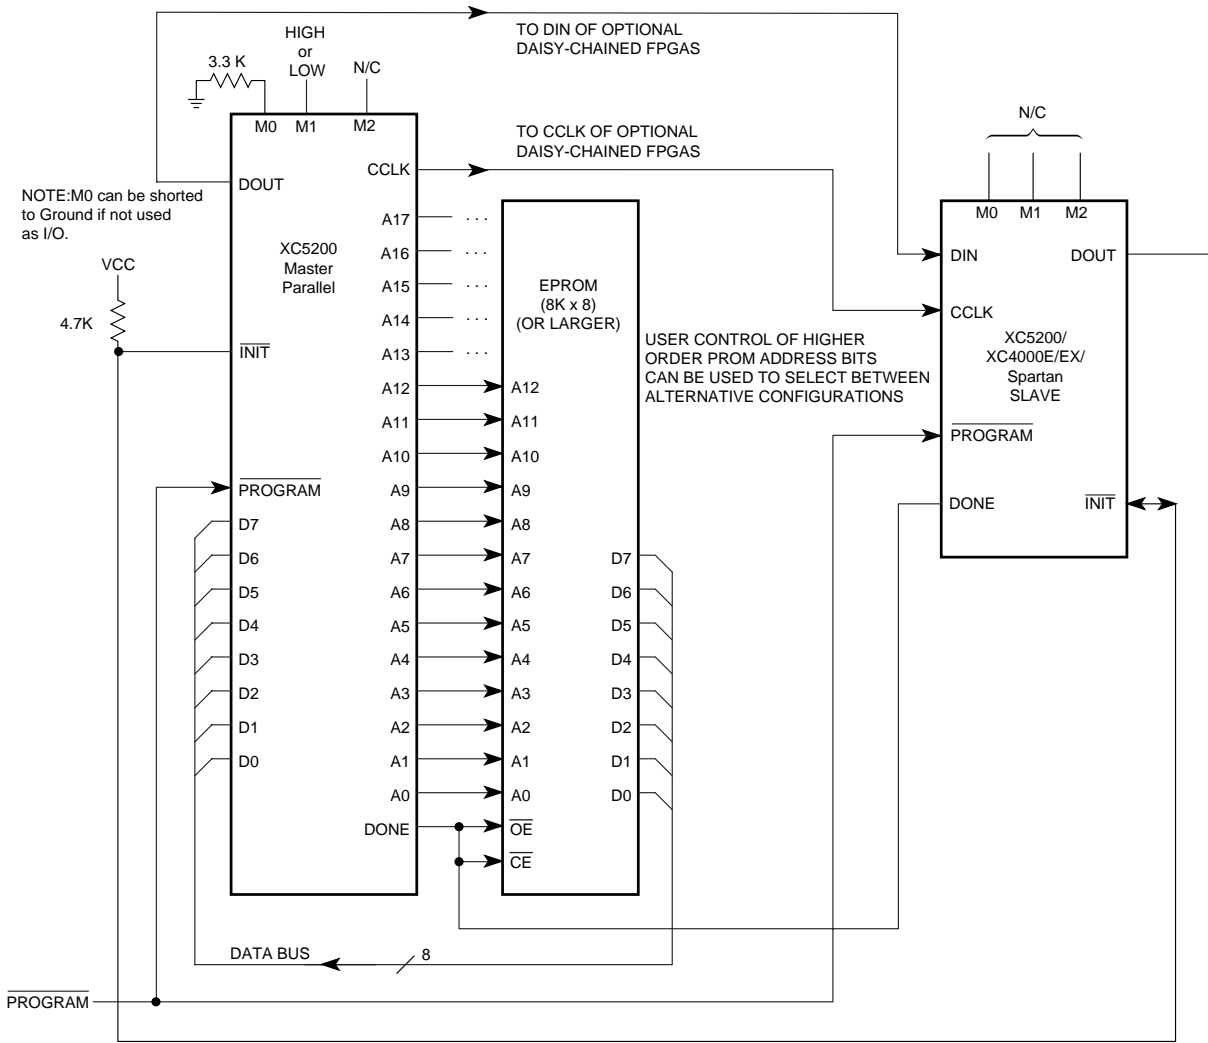 TO DIN OF OPTIONAL
DAISY-CHAINED FPGAS
HIGH
or
LOW
3.3 K
N/C
M0 M1 M2
TO CCLK OF OPTIONAL
DAISY-CHAINED FPGAS
N/C
M0 M1 M2
NOTE:M0 can be shorted
to Ground if not used
as I/O.
VCC
4.7K
DOUT
XC5200
Master
Parallel
INIT
PROGRAM
D7
D6
D5
D4
D3
D2
D1
D0
CCLK
A17 ...
A16 ...
A15 ...
A14 ...
A13 ...
A12
A11
A10
A9
A8
A7
A6
A5
A4
A3
A2
A1
A0
DONE
EPROM
(8K x 8)
(OR LARGER)
A12
A11
A10
A9
A8
A7
A6
A5
A4
A3
A2
A1
A0
OE
CE
D7
D6
D5
D4
D3
D2
D1
D0
USER CONTROL OF HIGHER
ORDER PROM ADDRESS BITS
CAN BE USED TO SELECT BETWEEN
ALTERNATIVE CONFIGURATIONS
DIN
DOUT
CCLK
XC5200/
XC4000E/EX/
Spartan
SLAVE
PROGRAM
DONE
INIT
DATA BUS
8
PROGRAM